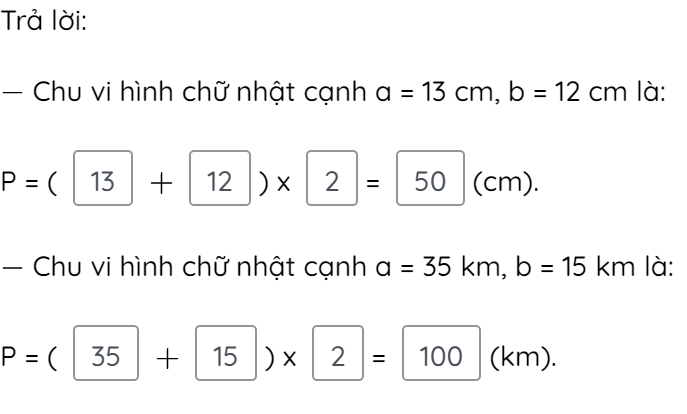 Trả lời:
— Chu vi hình chữ nhật cạnh a = 13 cm, b = 12 cm là:
P = ( 13 + 12 ) x 2 = 50 (cm).
— Chu vi hình chữ nhật cạnh a = 35 km, b = 15 km là:
P = ( 35 + 15 ) x 2 = 100 (km).